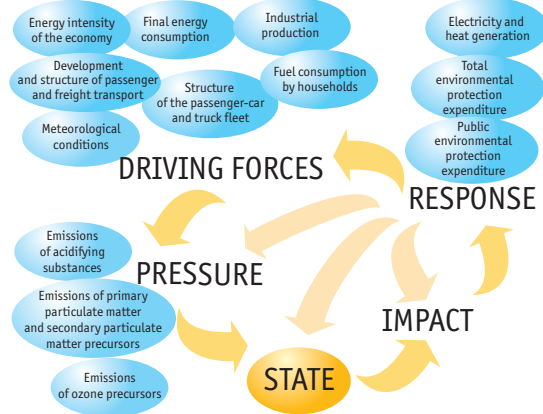 Energy intensity
of the economy
Final energy
consumption
Industrial
production
Electricity and
heat generation
Development
and structure of passenger
and freight transport
Structure
of the passenger-car
and truck fleet
Fuel consumption
by households
Total
environmental
protection
expenditure
Meteorological
conditions
Public
environmental
protection
expenditure
DRIVING FORCES
RESPONSE
Emissions
of acidifying
substances
PRESSURE
Emissions of primary
particulate matter
and secondary particulate
matter precursors
IMPACT
Emissions
of ozone precursors
STATE